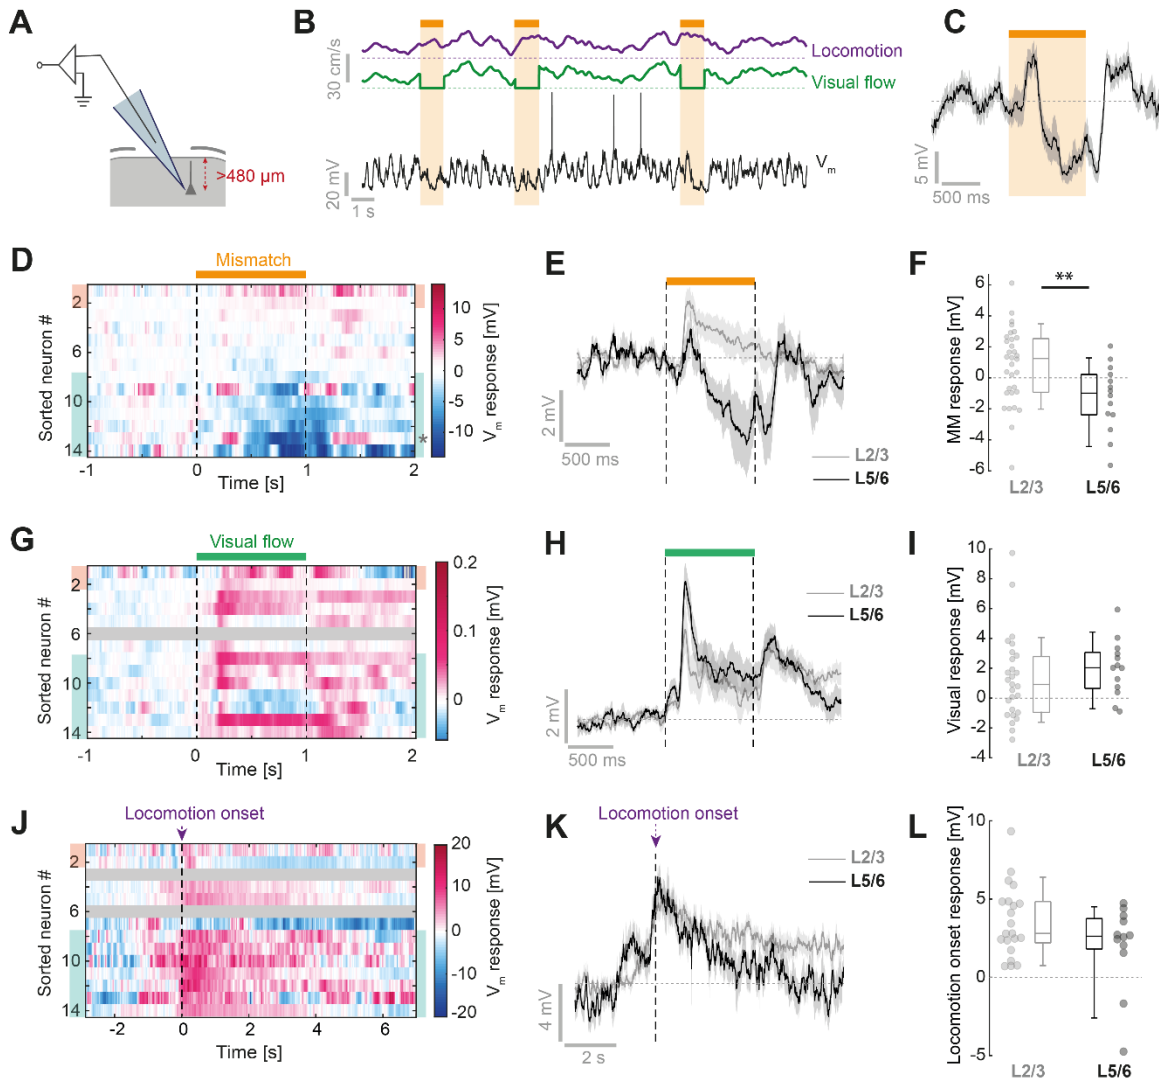 A
>480 μm
B
30 cm/s
Locomotion
Visual flow
20 mV
1 s
Vm
C
5 mV
500 ms
D
Mismatch
Sorted neuron #
2
6
10
14
-1
0
1
2
Time [s]
*
10
5
0
-5
-10
Vm response [mV]
E
2 mV
500 ms
L2/3
L5/6
F
MM response [mV]
6
4
2
0
-2
-4
-6
**
L2/3
L5/6
G
Visual flow
Sorted neuron #
2
6
10
14
-1
0
1
2
Time [s]
0.2
0.1
0
Vm response [mV]
H
2 mV
500 ms
L2/3
L5/6
I
Visual response [mV]
10
8
6
4
2
0
-2
-4
L2/3
L5/6
J
Locomotion onset
Sorted neuron #
2
6
10
14
-2
0
2
4
6
Time [s]
20
10
0
-10
-20
Vm response [mV]
K
Locomotion onset
4 mV
2 s
L2/3
L5/6
L
Locomotion onset response [mV]
10
5
0
-5
L2/3
L5/6